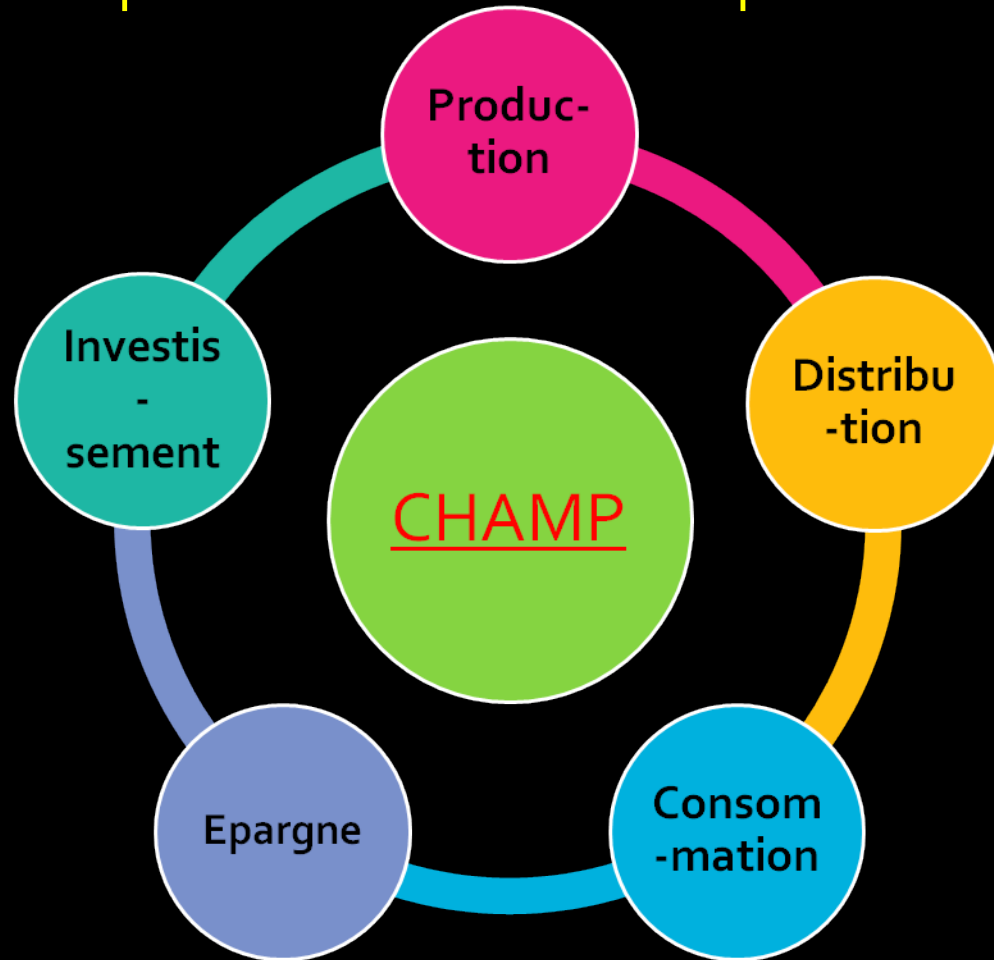 Produc-
tion
Distribu
-tion
Consom
-mation
Epargne
Investis
-
sement
CHAMP